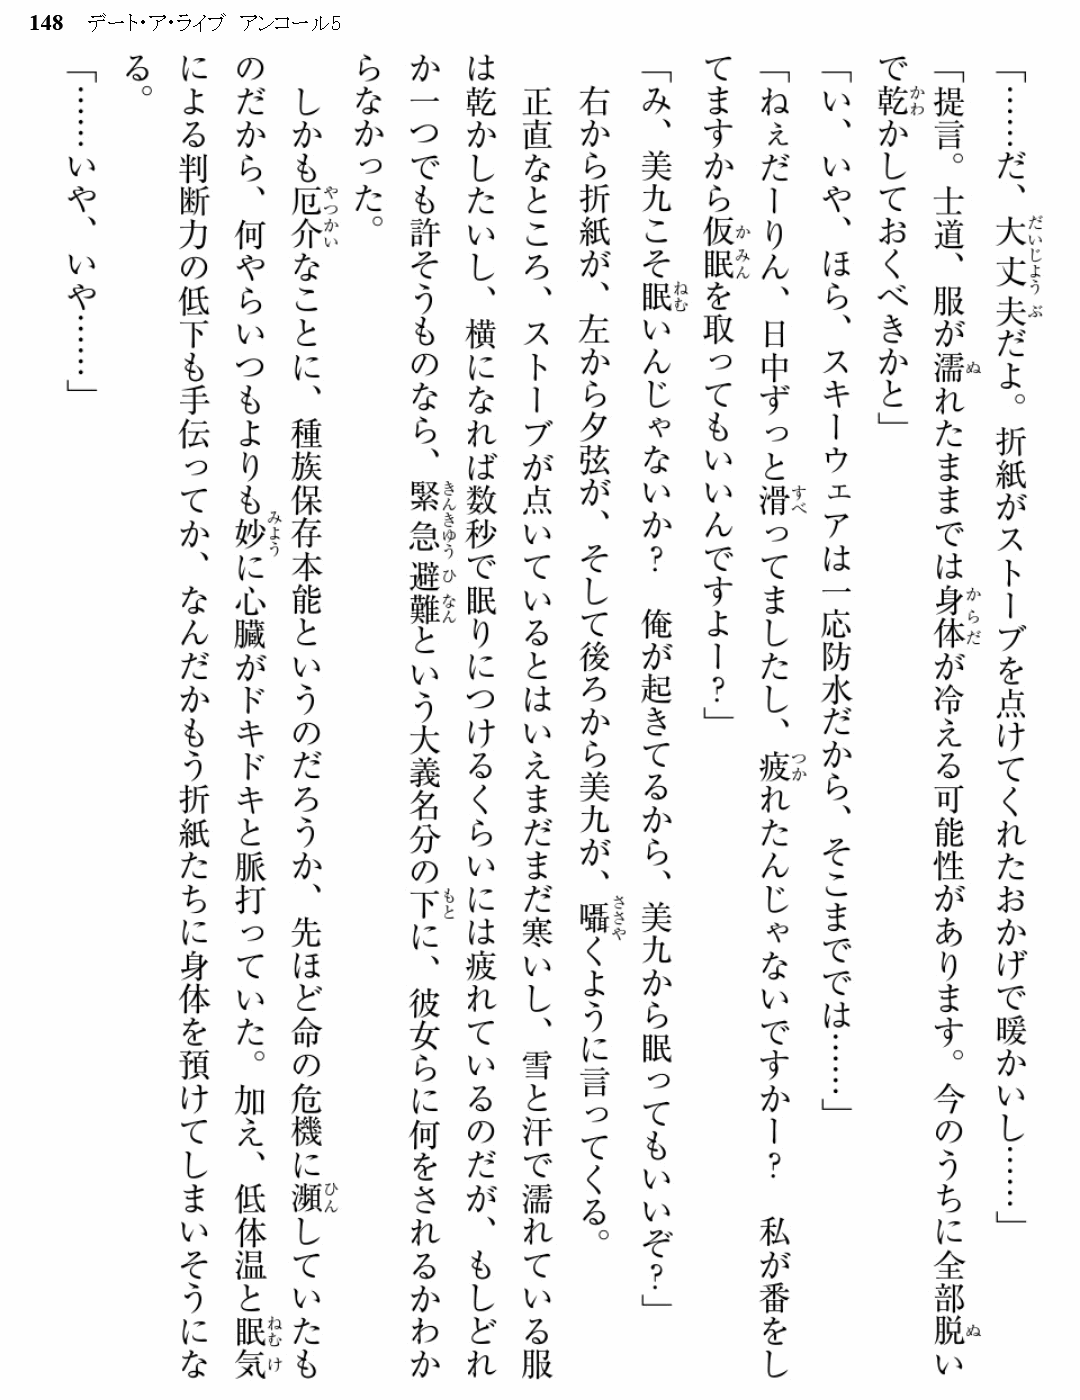 148 デート・ア・ライブ アンコール5
「……だ、大丈夫だよ。折紙がストーブを点けてくれたおかげで暖かいし……」
「提言。士道、服が濡れたままでは身体が冷える可能性があります。今のうちに全部脱い
で乾かしておくべきかと」
「い、いや、ほら、スキーウェアは一応防水だから、そこまででは……」
「ねぇだーりん、日中ずっと滑ってましたし、疲れたんじゃないですかー？　私が番をし
てますから仮眠を取ってもいいんですよー？」
「み、美九こそ眠いんじゃないか？　俺が起きてるから、美九から眠ってもいいぞ？」
右から折紙が、左から夕弦が、そして後ろから美九が、囁くように言ってくる。
正直なところ、ストーブが点いているとはいえまだまだ寒いし、雪と汗で濡れている服
は乾かしたいし、横になれば数秒で眠りにつけるくらいには疲れているのだが、もしどれ
か一つでも許そうものなら、緊急避難という大義名分の下に、彼女らに何をされるかわか
らなかった。
しかも厄介なことに、種族保存本能というのだろうか、先ほど命の危機に瀕していたも
のだから、何やらいつもよりも妙に心臓がドキドキと脈打っていた。加え、低体温と眠気
による判断力の低下も手伝ってか、なんだかもう折紙たちに身体を預けてしまいそうにな
る。
「……いや、いや……」